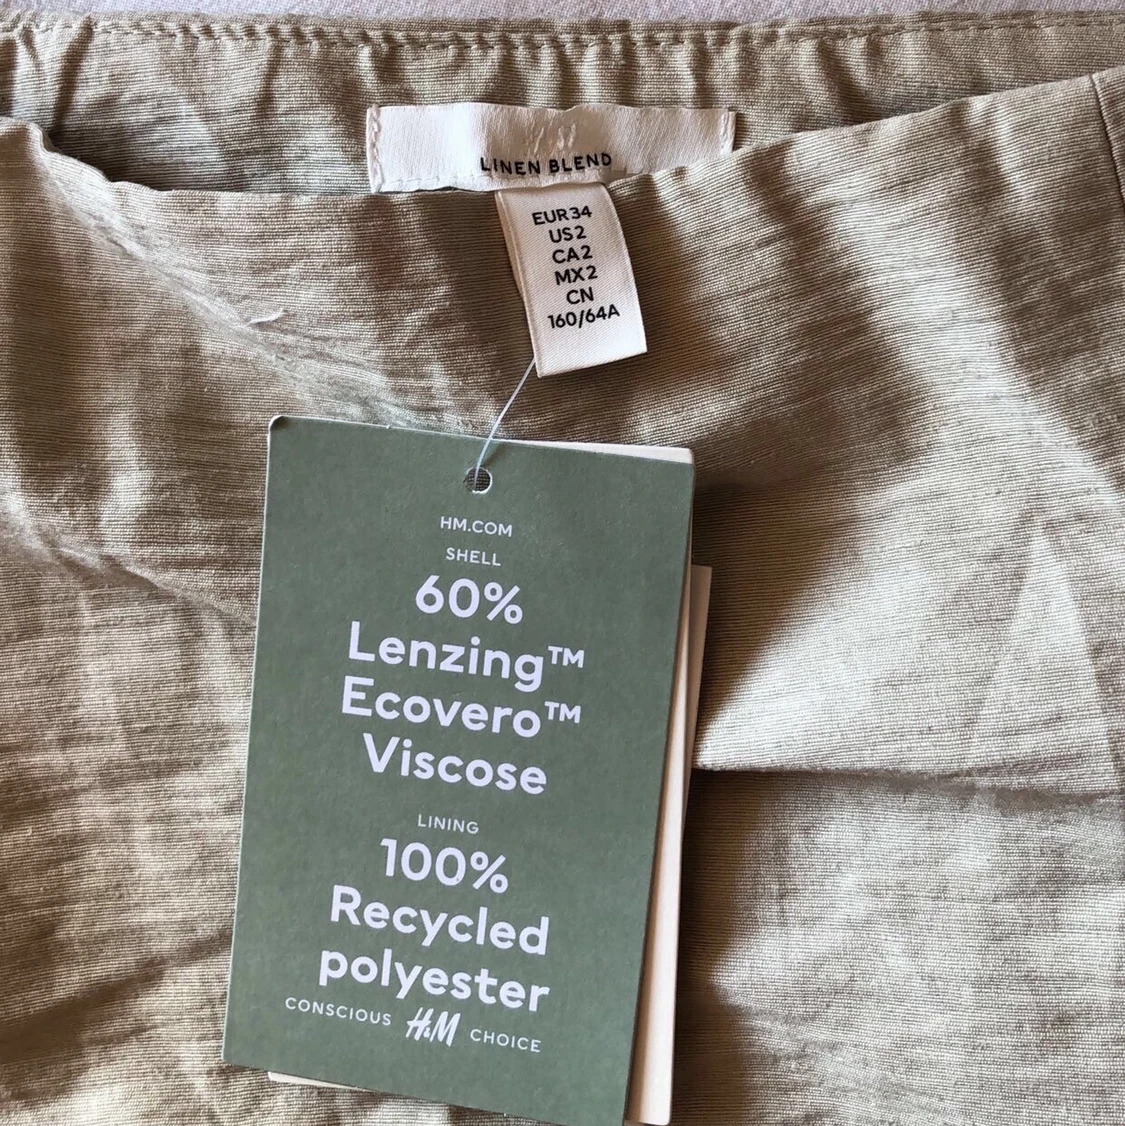 LINEN BLEND
EUR34
US2
CA2
MX2
CN
160/64A
HM.COM
SHELL
60%
Lenzing™
Ecovero™
Viscose
LINING
100%
Recycled
polyester
CONSCIOUS H&M CHOICE